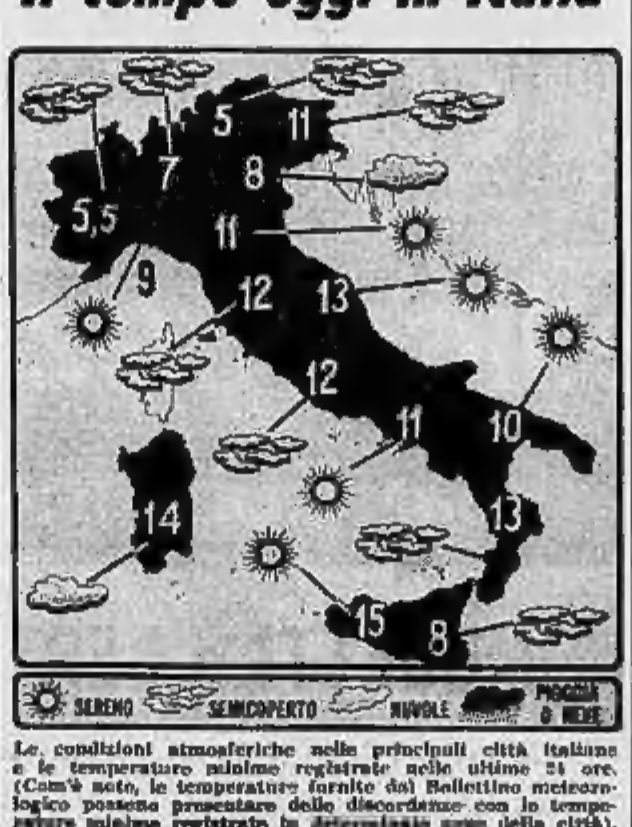 Il tempo oggi in Italia
5 11
7 8
5,5
11
9
12 13
12
11 10
14
13
15 8
SERENO SEMICOPERTO NUVOLE PIOGGIA
O NEVE
Le condizioni atmosferiche nelle principali città italiane
e le temperature minime registrate nelle ultime 24 ore.
(Com'è noto, le temperature fornite dal Bollettino meteoro-
logico possono presentare delle discordanze con le tempe-
rature minime registrate in determinate zone della città).